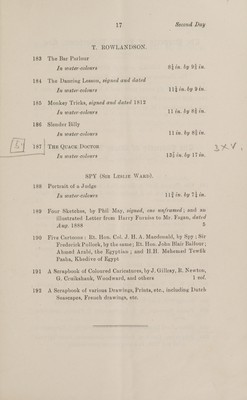 17 Second Day
T. ROWLANDSON.
183 The Bar Parlour
In water-colours 8¼ in. by 9¼ in.
184 The Dancing Lesson, signed and dated
In water-colours 11¾ in. by 9 in.
185 Monkey Tricks, signed and dated 1812
In water-colours 11 in. by 8½ in.
186 Slender Billy
In water-colours 11 in. by 8½ in.
187 The Quack Doctor 3 X V.
In water-colours 13½ in. by 17 in.
SPY (Sir Leslie Ward).
188 Portrait of a Judge
In water-colours 11¾ in. by 7¼ in.
189 Four Sketches, by Phil May, signed, one unframed; and an
illustrated Letter from Harry Furniss to Mr. Fagan, dated
Aug. 1888 5
190 Five Cartoons: Rt. Hon. Col. J. H. A. Macdonald, by Spy; Sir
Frederick Pollock, by the same; Rt. Hon. John Blair Balfour;
Ahmed Arabi, the Egyptian; and H.H. Mohamed Tewfik
Pasha, Khedive of Egypt
191 A Scrapbook of Coloured Caricatures, by J. Gillray, R. Newton,
G. Cruikshank, Woodward, and others 1 vol.
192 A Scrapbook of various Drawings, Prints, etc., including Dutch
Seascapes, French drawings, etc.